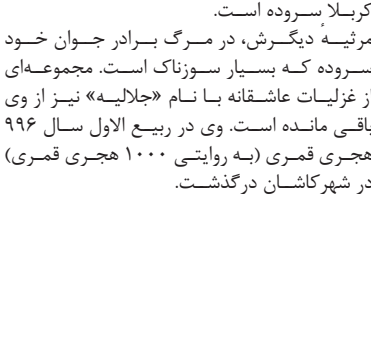 کربلا سروده است.
مرثیهٔ دیگرش، در مرگ برادر جوان خود
سروده که بسیار سوزناک است. مجموعه‌ای
از غزلیات عاشقانه با نام «جلالیه» نیز از وی
باقی مانده است. وی در ربیع الاول سال ۹۹۶
هجری قمری (به روایتی ۱۰۰۰ هجری قمری)
در شهرکاشان درگذشت.